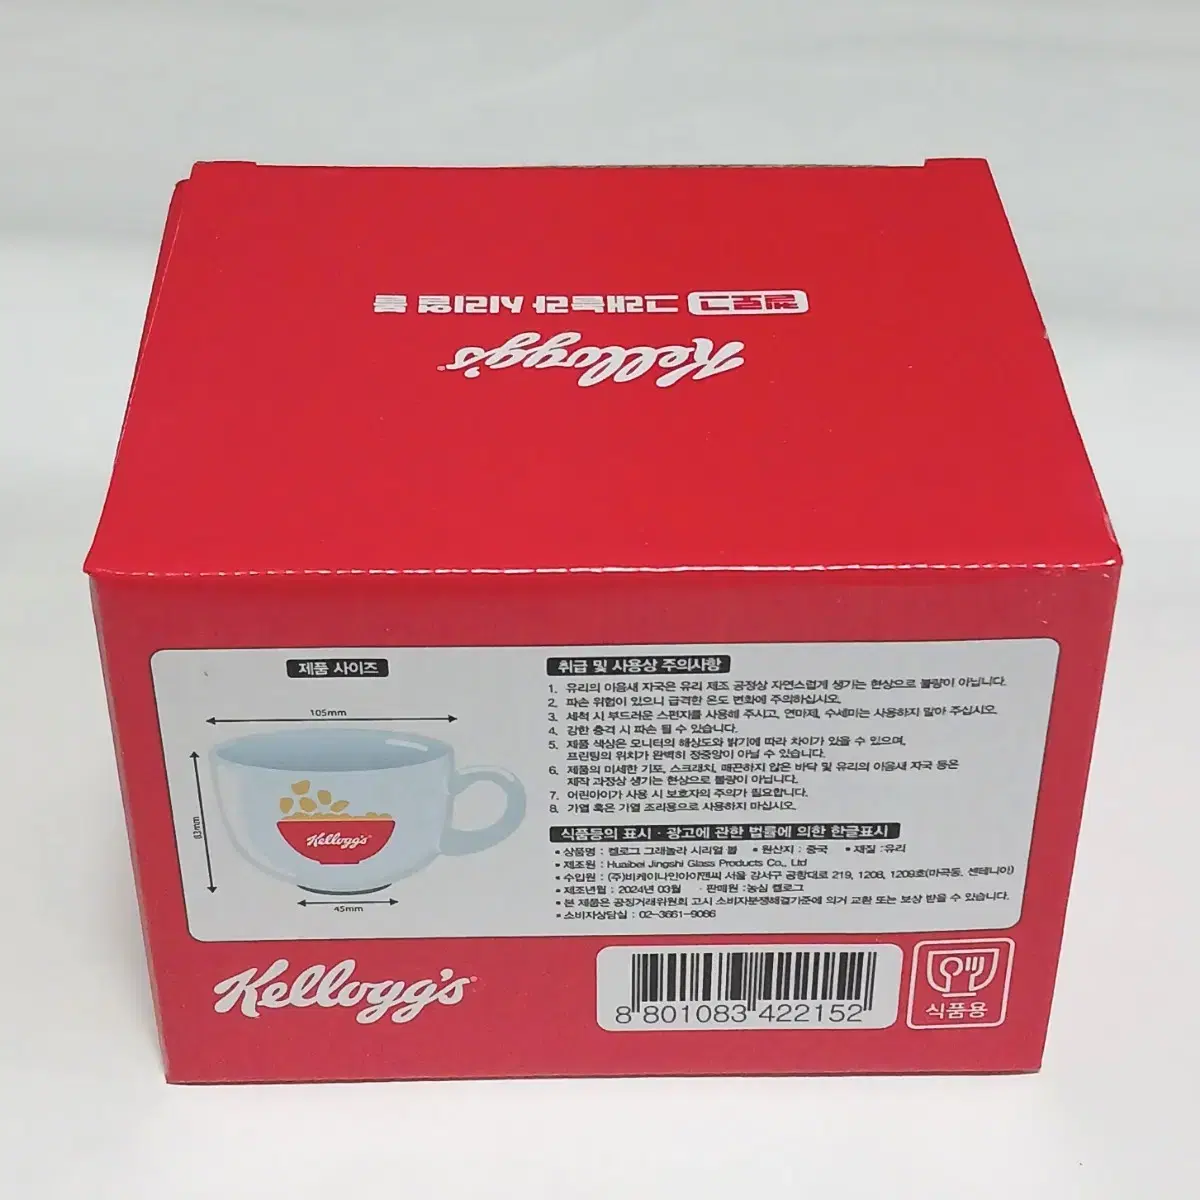 켈로그 그래놀라 시리얼 볼
Kellogg's
제품 사이즈
105mm
83mm
Kellogg's
45mm
취급 및 사용상 주의사항
1. 유리의 이음새 자국은 유리 제조 공정상 자연스럽게 생기는 현상으로 불량이 아닙니다.
2. 파손 위험이 있으니 급격한 온도 변화에 주의하십시오.
3. 세척 시 부드러운 스펀지를 사용해 주시고, 연마제, 수세미는 사용하지 말아 주십시오.
4. 강한 충격 시 파손 될 수 있습니다.
5. 제품 색상은 모니터의 해상도와 밝기에 따라 차이가 있을 수 있으며,
프린팅의 위치가 완벽히 정중앙이 아닐 수 있습니다.
6. 제품의 미세한 기포, 스크래치, 매끈하지 않은 바닥 및 유리의 이음새 자국 등은
제작 과정상 생기는 현상으로 불량이 아닙니다.
7. 어린아이가 사용 시 보호자의 주의가 필요합니다.
8. 가열 혹은 가열 조리용으로 사용하지 마십시오.
식품등의 표시 · 광고에 관한 법률에 의한 한글표시
• 상품명 : 켈로그 그래놀라 시리얼 볼 • 원산지 : 중국 • 재질 : 유리
• 제조원 : Huaibei Jingshi Glass Products Co., Ltd
• 수입원 : (주)비케이나인아이앤씨 서울 강서구 공항대로 219, 1208, 1209호(마곡동, 센테니아)
• 제조년월 : 2024년 03월 · 판매원 : 농심 켈로그
• 본 제품은 공정거래위원회 고시 소비자분쟁해결기준에 의거 교환 또는 보상 받을 수 있습니다.
• 소비자상담실 : 02-3661-9086
Kellogg's
8 801083 422152
식품용